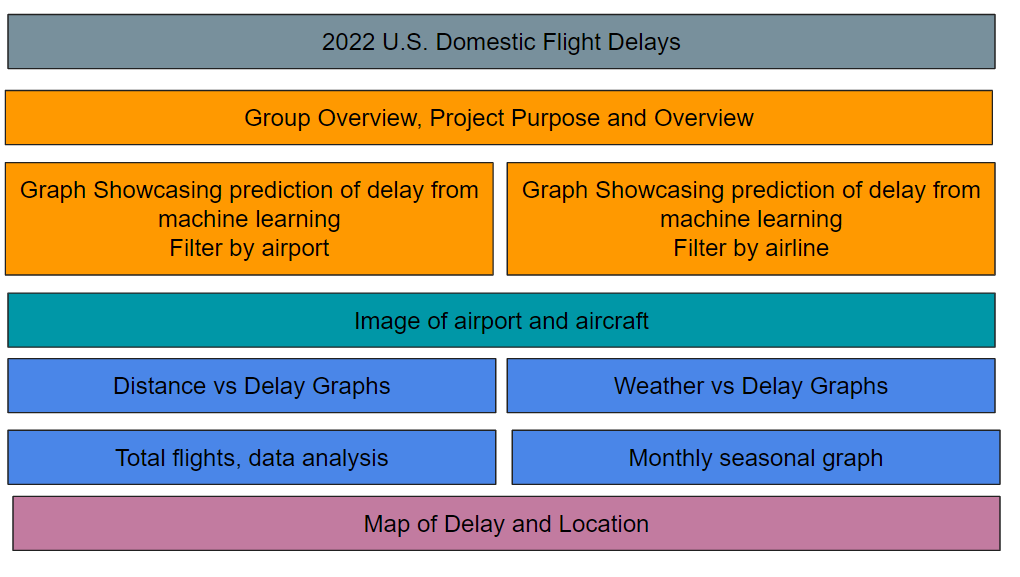 2022 U.S. Domestic Flight Delays
Group Overview, Project Purpose and Overview
Graph Showcasing prediction of delay from
machine learning
Filter by airport
Graph Showcasing prediction of delay from
machine learning
Filter by airline
Image of airport and aircraft
Distance vs Delay Graphs
Weather vs Delay Graphs
Total flights, data analysis
Monthly seasonal graph
Map of Delay and Location